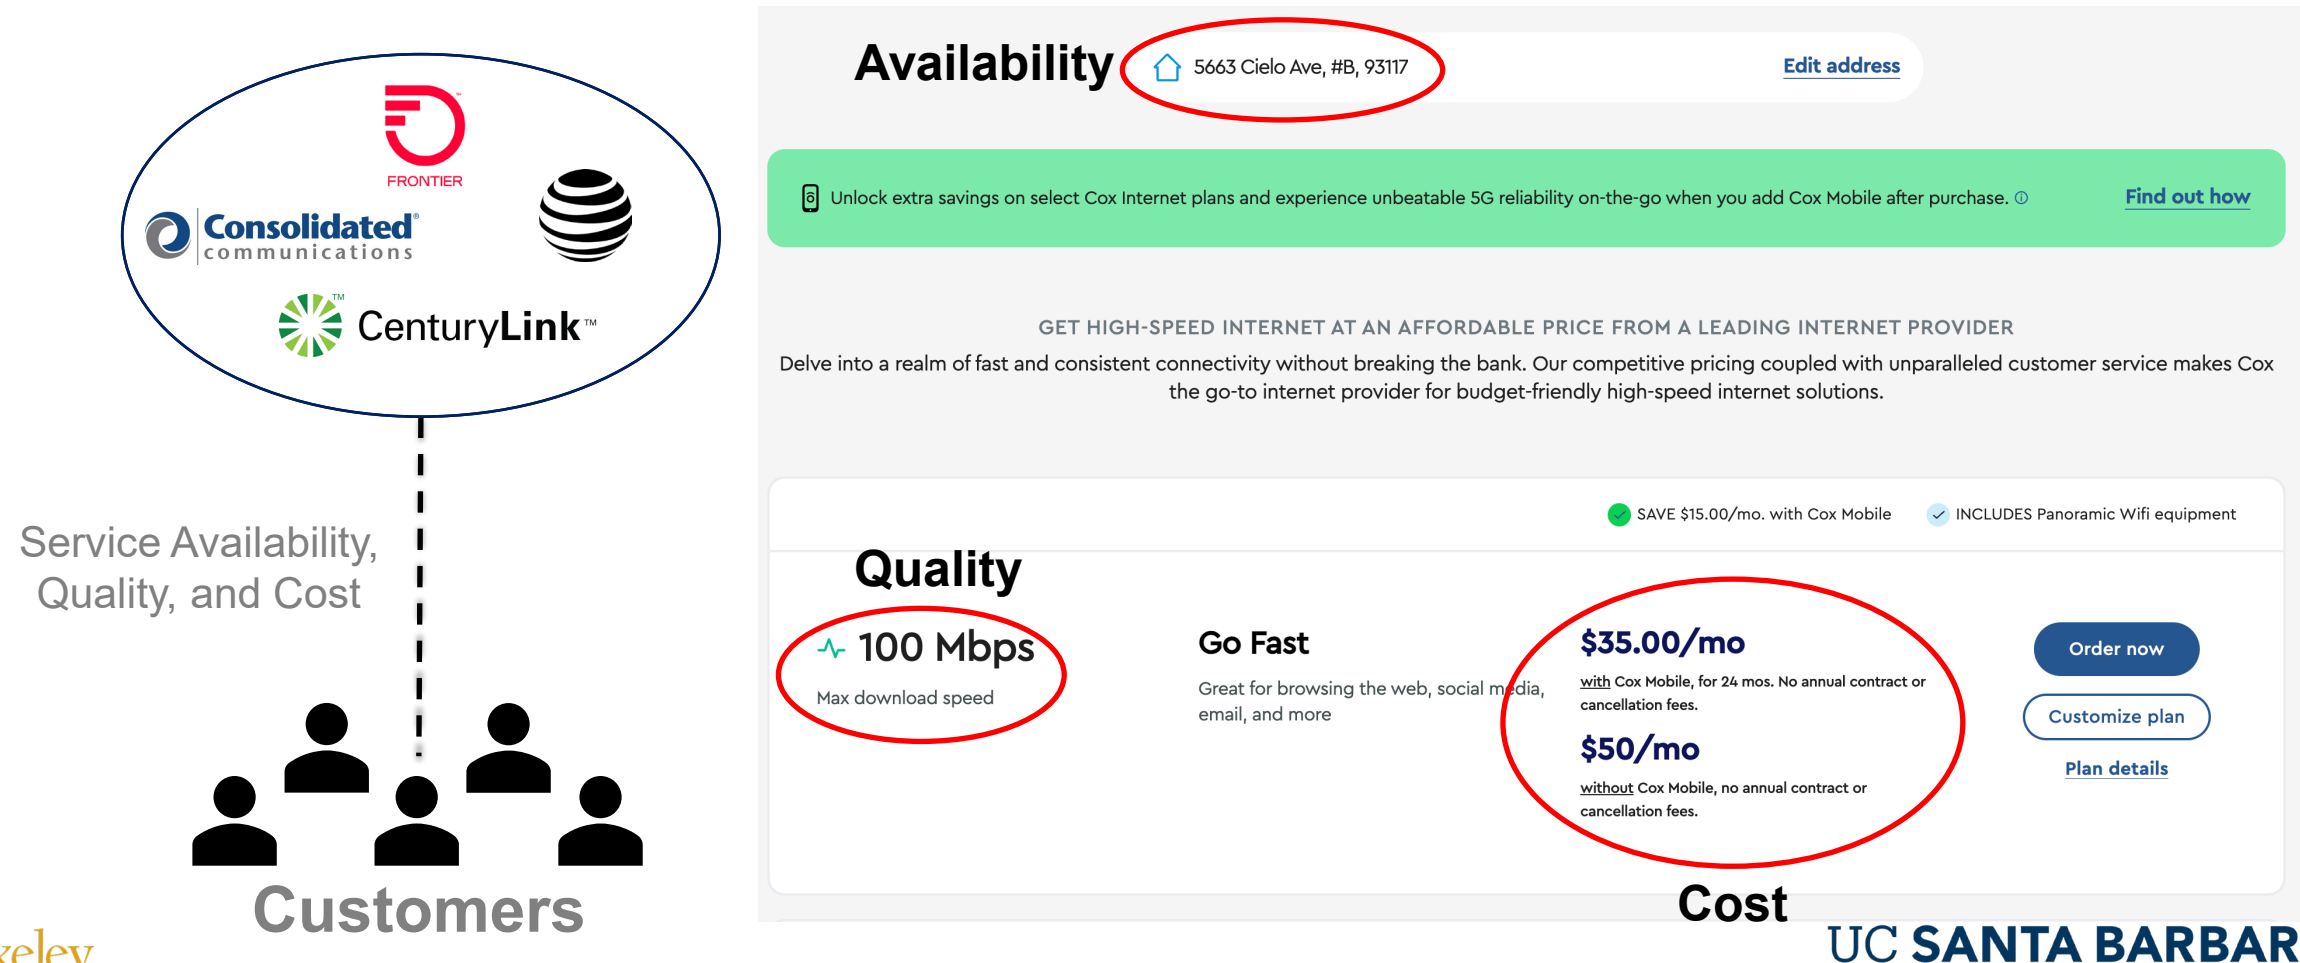 FRONTIER
Consolidated®
communications
CenturyLink™
Service Availability,
Quality, and Cost
Customers
Availability
5663 Cielo Ave, #B, 93117
Edit address
Unlock extra savings on select Cox Internet plans and experience unbeatable 5G reliability on-the-go when you add Cox Mobile after purchase.
Find out how
GET HIGH-SPEED INTERNET AT AN AFFORDABLE PRICE FROM A LEADING INTERNET PROVIDER
Delve into a realm of fast and consistent connectivity without breaking the bank. Our competitive pricing coupled with unparalleled customer service makes Cox
the go-to internet provider for budget-friendly high-speed internet solutions.
SAVE $15.00/mo. with Cox Mobile
INCLUDES Panoramic Wifi equipment
Quality
100 Mbps
Max download speed
Go Fast
Great for browsing the web, social media,
email, and more
$35.00/mo
with Cox Mobile, for 24 mos. No annual contract or
cancellation fees.
$50/mo
without Cox Mobile, no annual contract or
cancellation fees.
Order now
Customize plan
Plan details
Cost
UC SANTA BARBAR